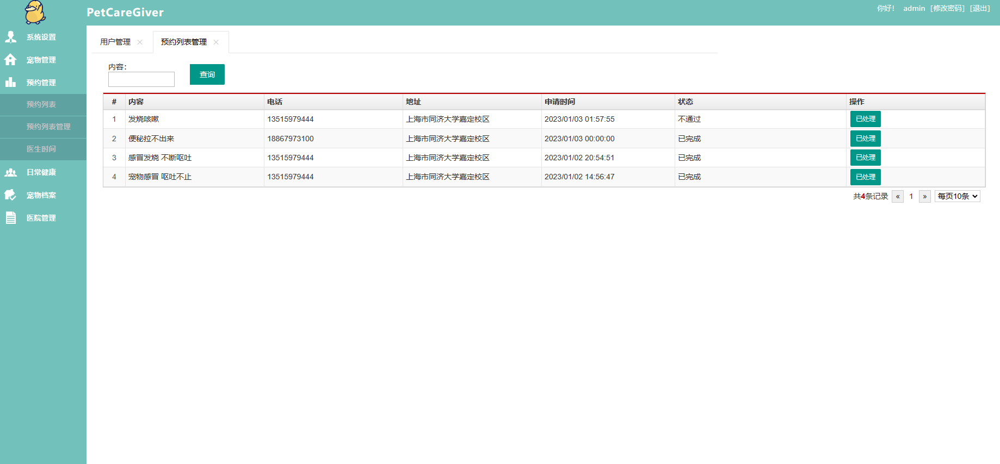 PetCareGiver
你好! admin [修改密码] [退出]
系统设置
宠物管理
预约管理
预约列表
预约列表管理
医生时间
日常健康
宠物档案
医院管理
用户管理 × 预约列表管理 ×
内容：
查询
# 内容 电话 地址 申请时间 状态 操作
1 发烧咳嗽 13515979444 上海市同济大学嘉定校区 2023/01/03 01:57:55 不通过 已处理
2 便秘拉不出来 18867973100 上海市同济大学嘉定校区 2023/01/03 00:00:00 已完成 已处理
3 感冒发烧 不断呕吐 13515979444 上海市同济大学嘉定校区 2023/01/02 20:54:51 已完成 已处理
4 宠物感冒 呕吐不止 13515979444 上海市同济大学嘉定校区 2023/01/02 14:56:47 已完成 已处理
共4条记录 « 1 » 每页10条